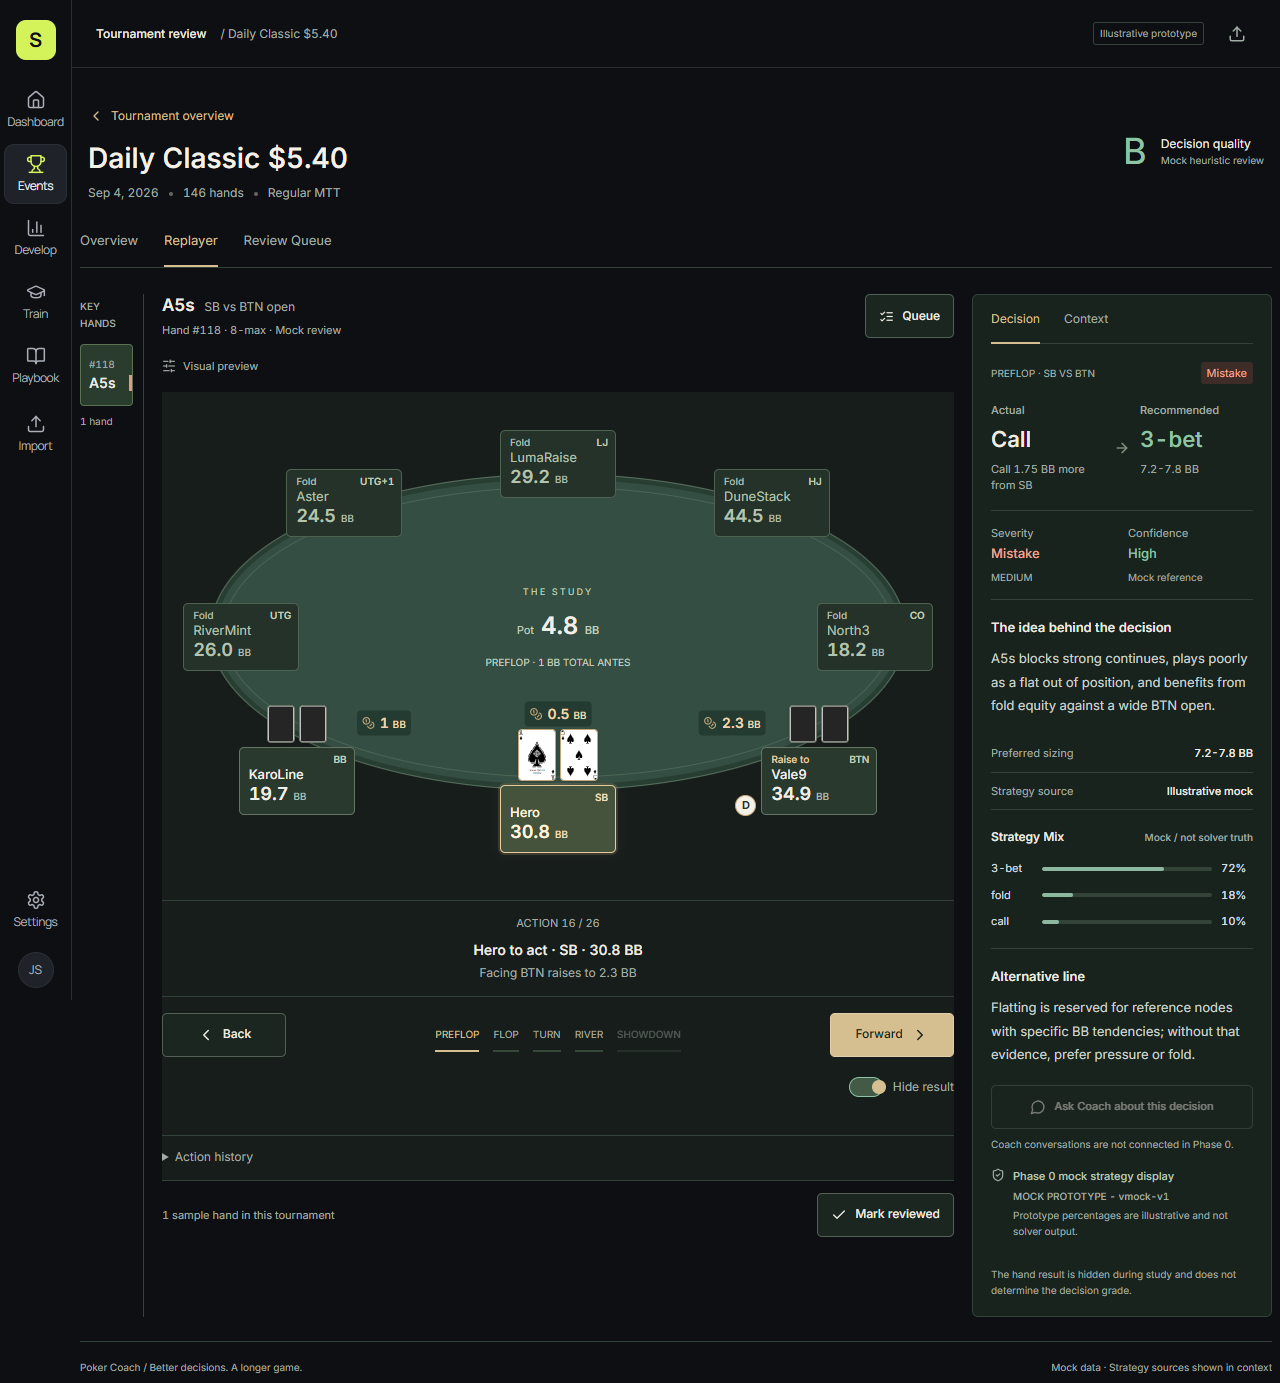 S
Tournament review / Daily Classic $5.40
Illustrative prototype
Dashboard
Events
Develop
Train
Playbook
Import
Settings
JS
Tournament overview
Daily Classic $5.40
Sep 4, 2026 • 146 hands • Regular MTT
B
Decision quality
Mock heuristic review
Overview
Replayer
Review Queue
KEY
HANDS
#118
A5s
1 hand
A5s SB vs BTN open
Hand #118 · 8-max · Mock review
Queue
Visual preview
Fold LJ
LumaRaise
29.2 BB
Fold UTG+1
Aster
24.5 BB
Fold HJ
DuneStack
44.5 BB
Fold UTG
RiverMint
26.0 BB
THE STUDY
Pot 4.8 BB
PREFLOP · 1 BB TOTAL ANTES
Fold CO
North3
18.2 BB
1 BB
0.5 BB
2.3 BB
BB
KaroLine
19.7 BB
SB
Hero
30.8 BB
D
Raise to BTN
Vale9
34.9 BB
ACTION 16 / 26
Hero to act · SB · 30.8 BB
Facing BTN raises to 2.3 BB
Back
PREFLOP
FLOP
TURN
RIVER
SHOWDOWN
Forward
Hide result
Action history
1 sample hand in this tournament
Mark reviewed
Decision
Context
PREFLOP · SB VS BTN
Mistake
Actual
Call
Call 1.75 BB more
from SB
Recommended
3-bet
7.2-7.8 BB
Severity
Mistake
MEDIUM
Confidence
High
Mock reference
The idea behind the decision
A5s blocks strong continues, plays poorly
as a flat out of position, and benefits from
fold equity against a wide BTN open.
Preferred sizing 7.2-7.8 BB
Strategy source Illustrative mock
Strategy Mix Mock / not solver truth
3-bet 72%
fold 18%
call 10%
Alternative line
Flatting is reserved for reference nodes
with specific BB tendencies; without that
evidence, prefer pressure or fold.
Ask Coach about this decision
Coach conversations are not connected in Phase 0.
Phase 0 mock strategy display
MOCK PROTOTYPE - vmock-v1
Prototype percentages are illustrative and not
solver output.
The hand result is hidden during study and does not
determine the decision grade.
Poker Coach / Better decisions. A longer game.
Mock data · Strategy sources shown in context